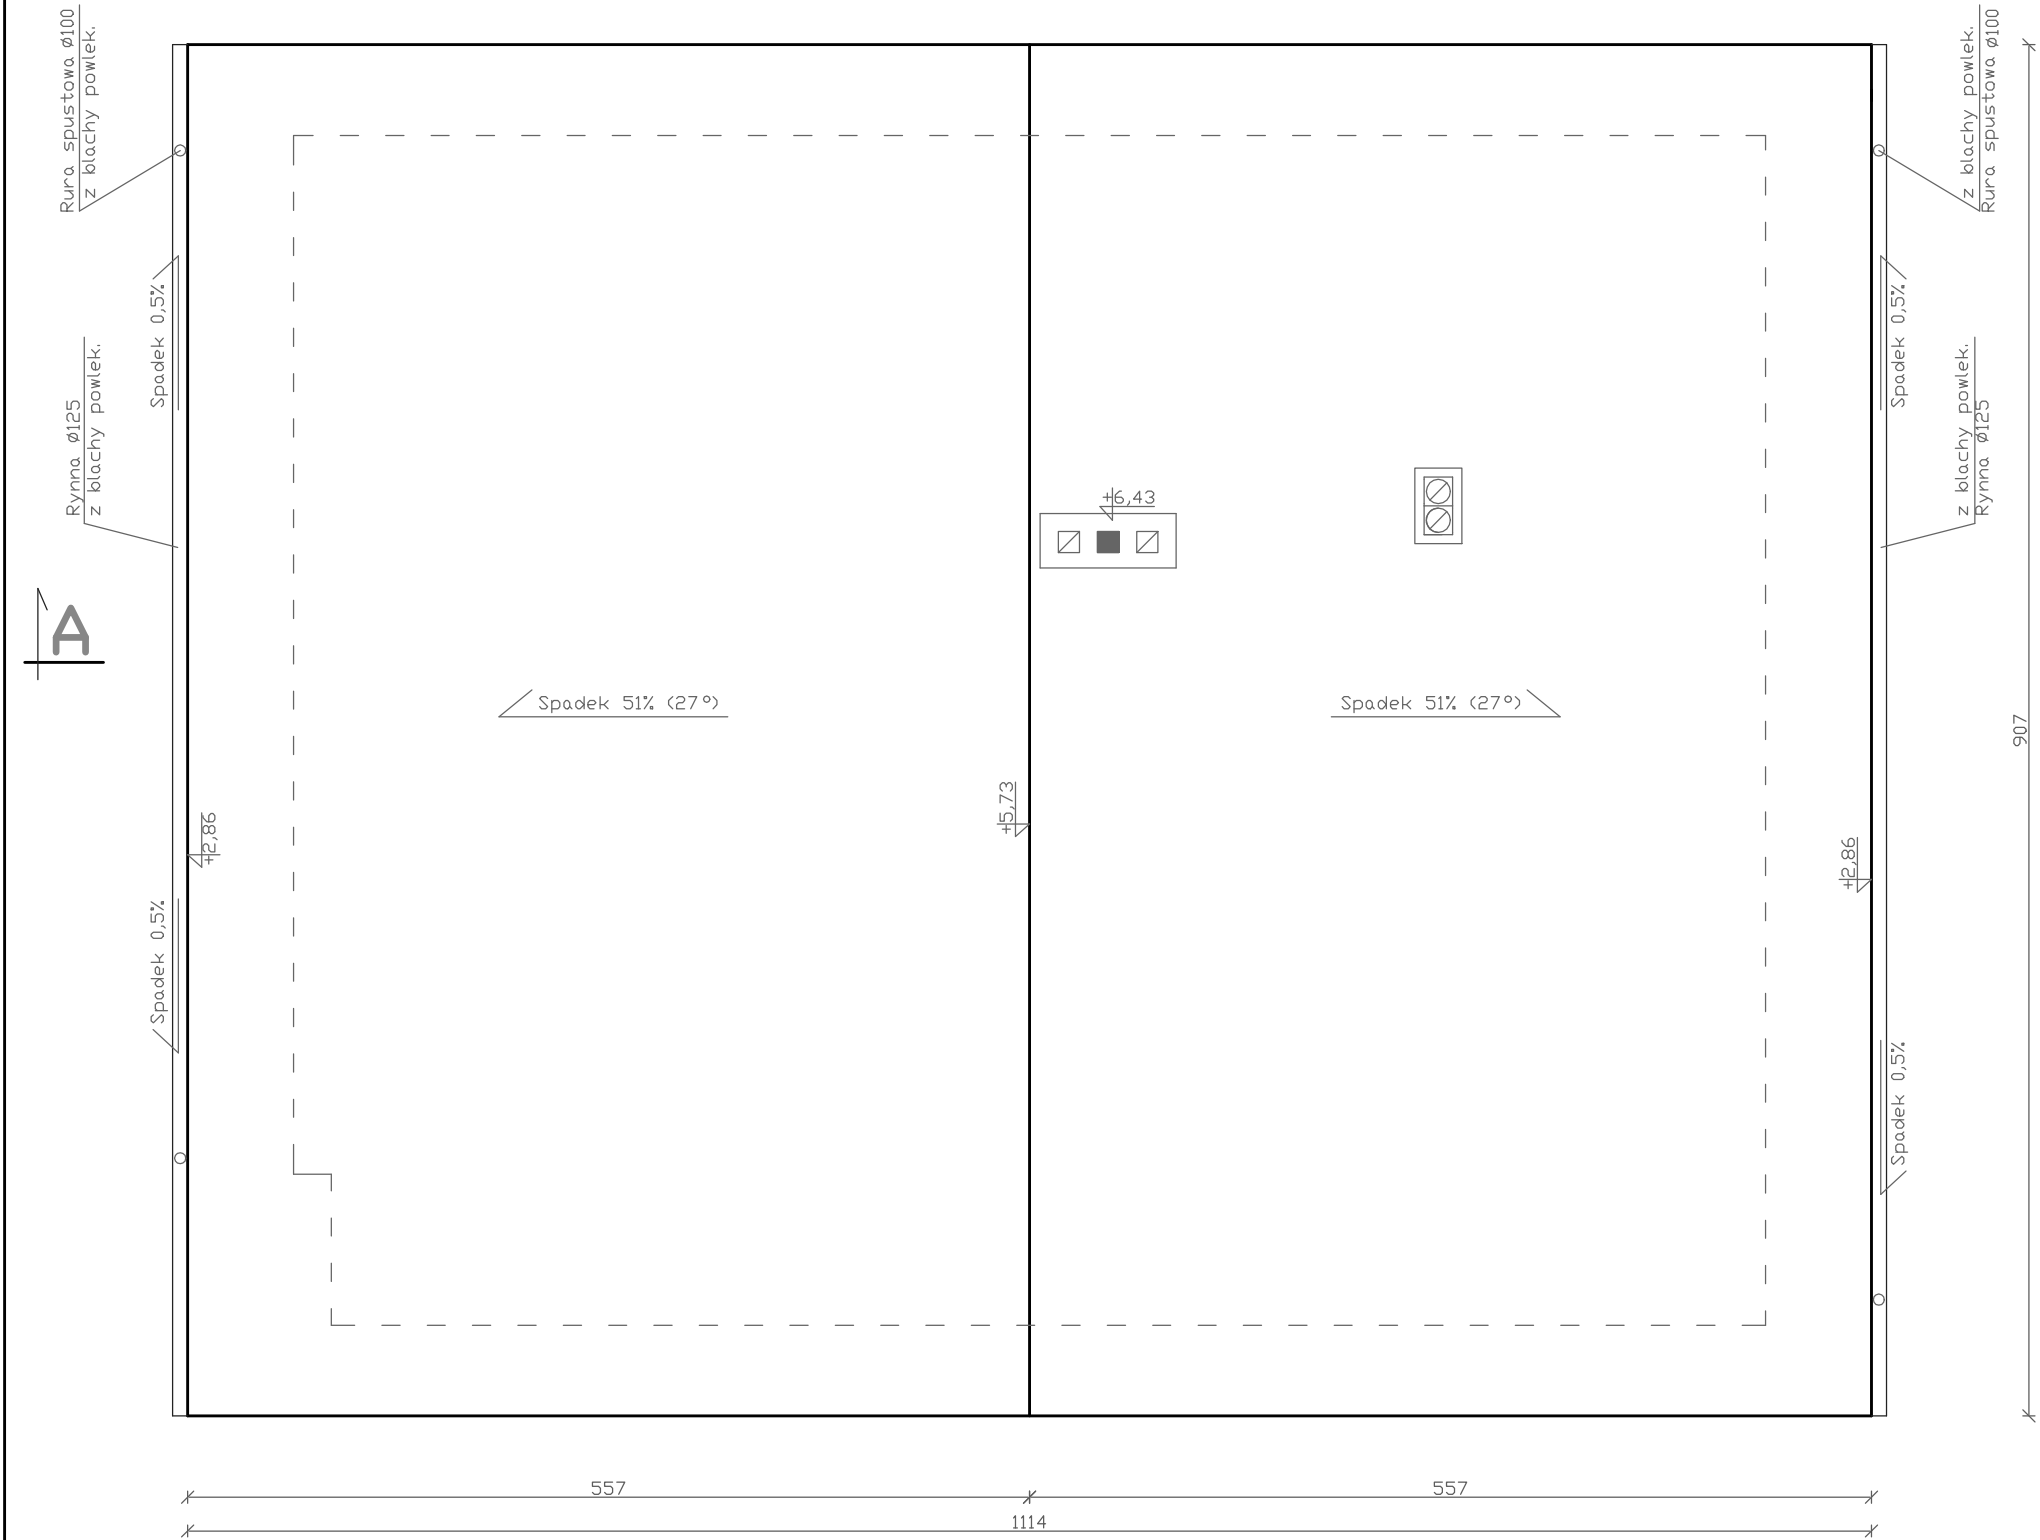 Rura spustowa ø100
z blachy powlek.
z blachy powlek.
Rura spustowa ø100
Spadek 0,5%
Spadek 0,5%
Rynna ø125
z blachy powlek.
z blachy powlek.
Rynna ø125
+6,43
A
Spadek 51% (27°)
Spadek 51% (27°)
907
+2,86
+5,73
+2,86
Spadek 0,5%
Spadek 0,5%
557
557
1114